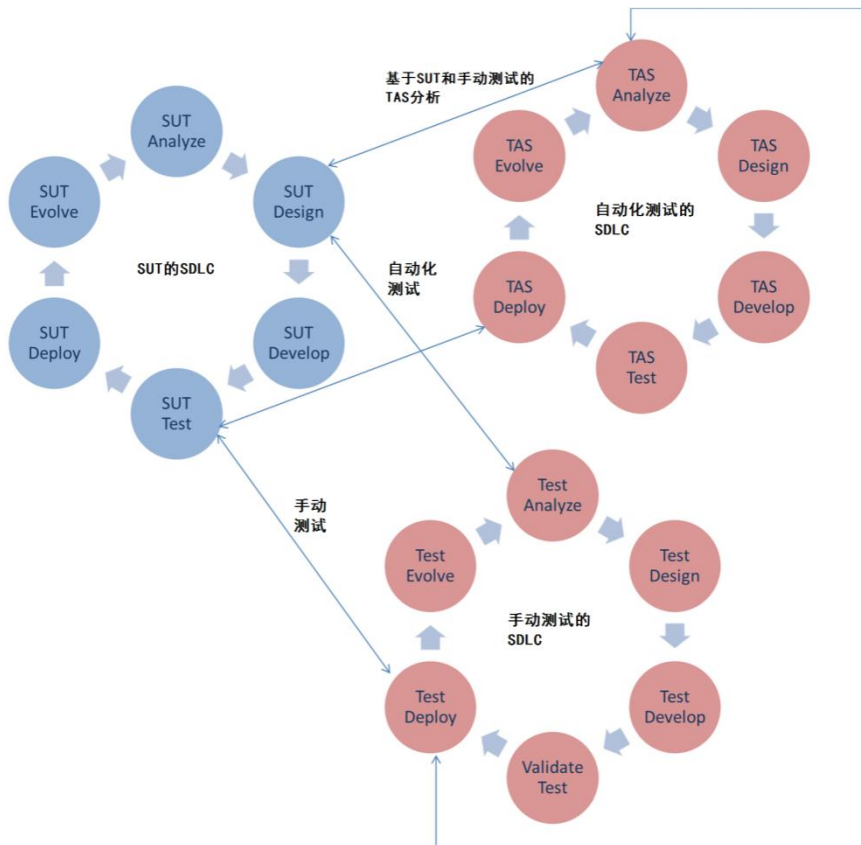 基于SUT和手动测试的
TAS分析
TAS
Analyze
SUT
Analyze
TAS
Evolve
TAS
Design
SUT
Evolve
SUT
Design
自动化测试的
SDLC
SUT的SDLC
自动化
测试
TAS
Deploy
TAS
Develop
SUT
Deploy
SUT
Develop
TAS
Test
SUT
Test
Test
Analyze
手动
测试
Test
Evolve
Test
Design
手动测试的
SDLC
Test
Deploy
Test
Develop
Validate
Test